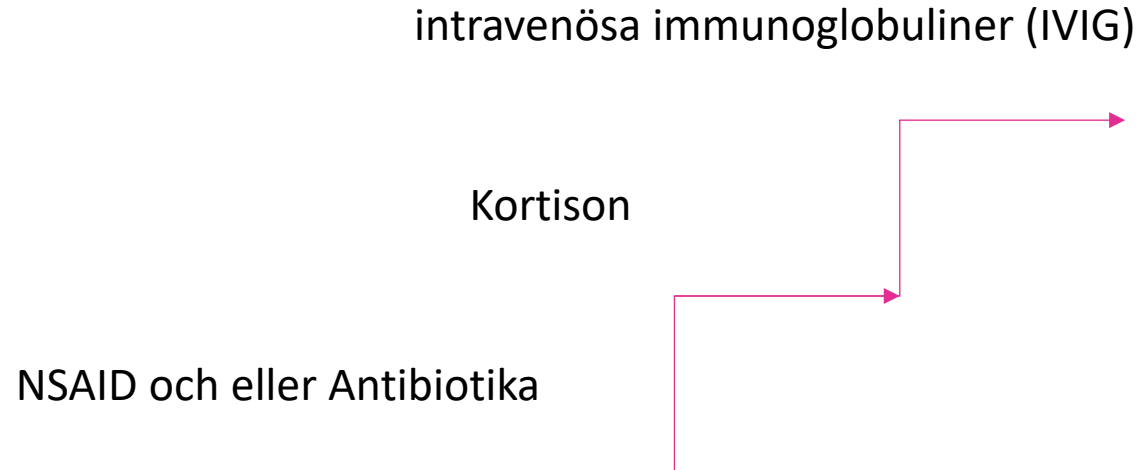 intravenösa immunoglobuliner (IVIG)
Kortison
NSAID och eller Antibiotika